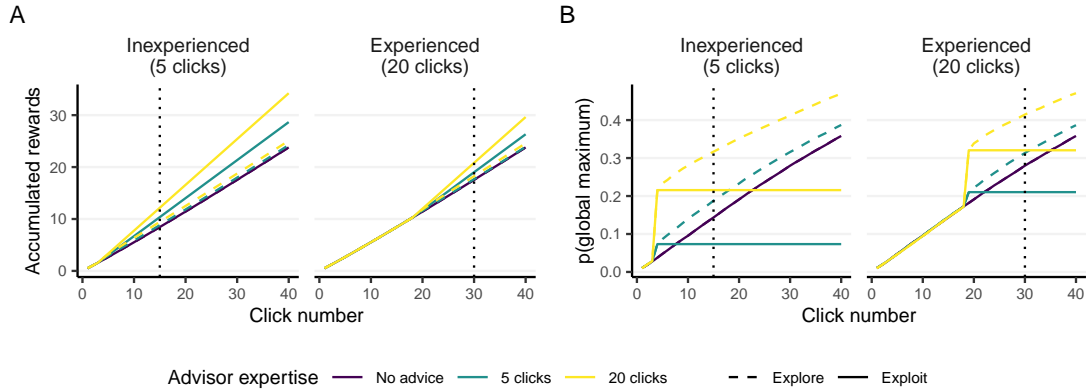 A
B
Inexperienced
(5 clicks)
Experienced
(20 clicks)
Inexperienced
(5 clicks)
Experienced
(20 clicks)
Accumulated rewards
30
20
10
0
p(global maximum)
0.4
0.3
0.2
0.1
0.0
0 10 20 30 40
0 10 20 30 40
0 10 20 30 40
0 10 20 30 40
Click number
Click number
Advisor expertise No advice 5 clicks 20 clicks Explore Exploit